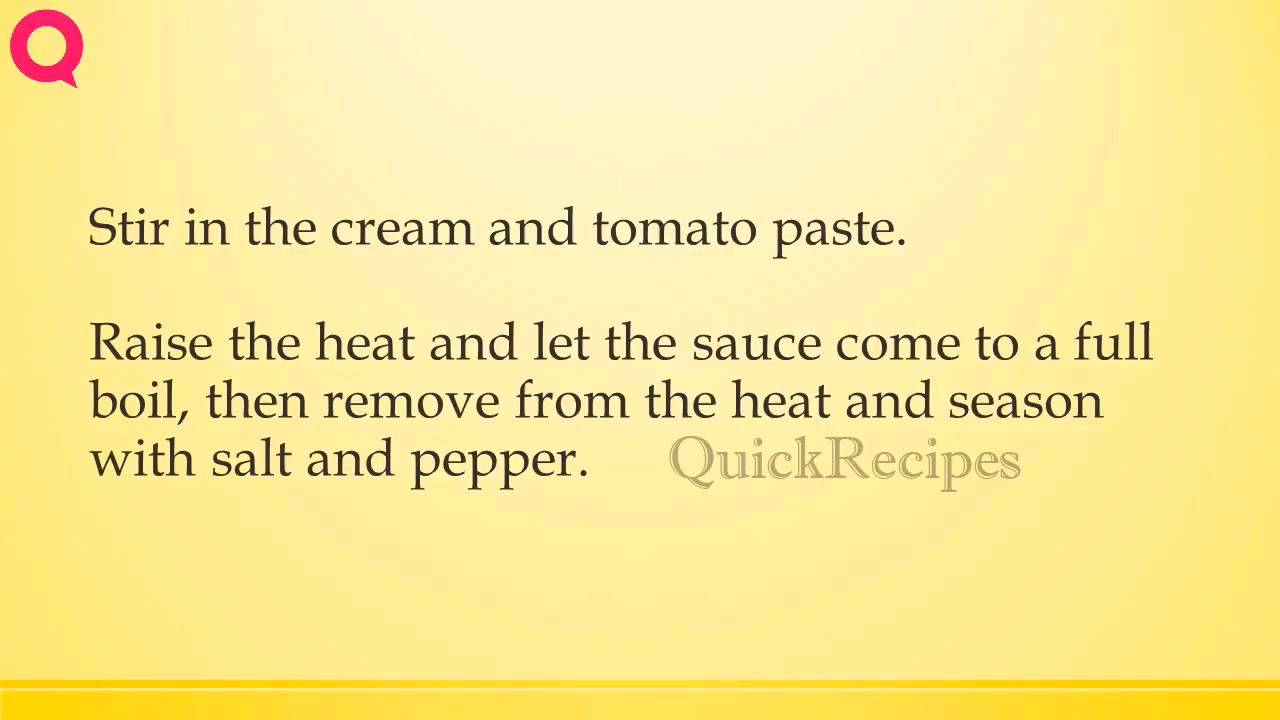 Stir in the cream and tomato paste.
Raise the heat and let the sauce come to a full
boil, then remove from the heat and season
with salt and pepper.
QuickRecipes